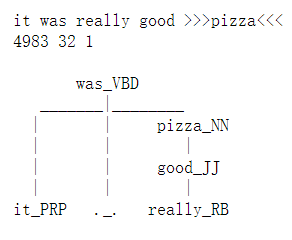 it was really good >>>pizza<<<
4983 32 1
was_VBD
pizza_NN
good_JJ
it_PRP ._. really_RB